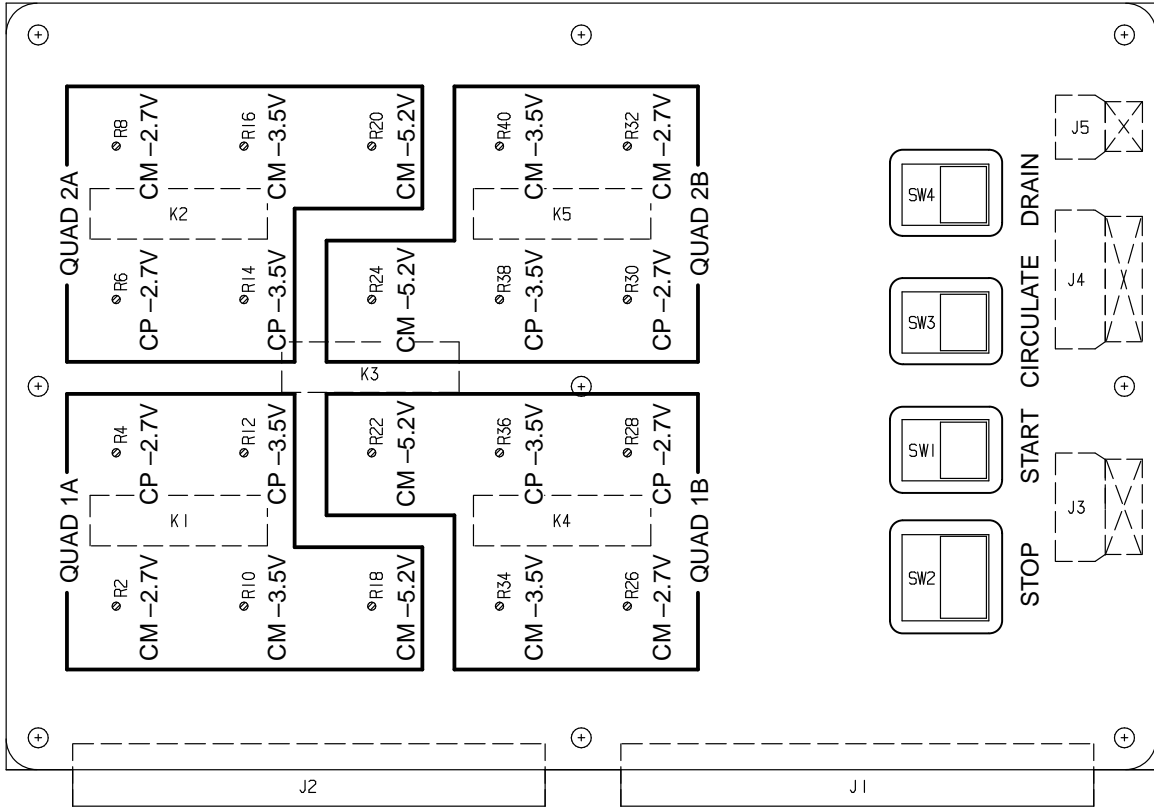 QUAD 2A
R8
CM –2.7V
R16
CM –3.5V
R20
CM –5.2V
K2
R6
CP –2.7V
R14
CP –3.5V
R40
CM –3.5V
R32
CM –2.7V
QUAD 2B
K5
R24
CM –5.2V
R38
CP –3.5V
R30
CP –2.7V
K3
QUAD 1A
R4
CP –2.7V
R12
CP –3.5V
K1
R2
CM –2.7V
R10
CM –3.5V
R18
CM –5.2V
R22
CM –5.2V
R36
CP –3.5V
R28
CP –2.7V
QUAD 1B
K4
R34
CM –3.5V
R26
CM –2.7V
SW4
DRAIN
SW3
CIRCULATE
SW1
START
SW2
STOP
J5
J4
J3
J2
J1